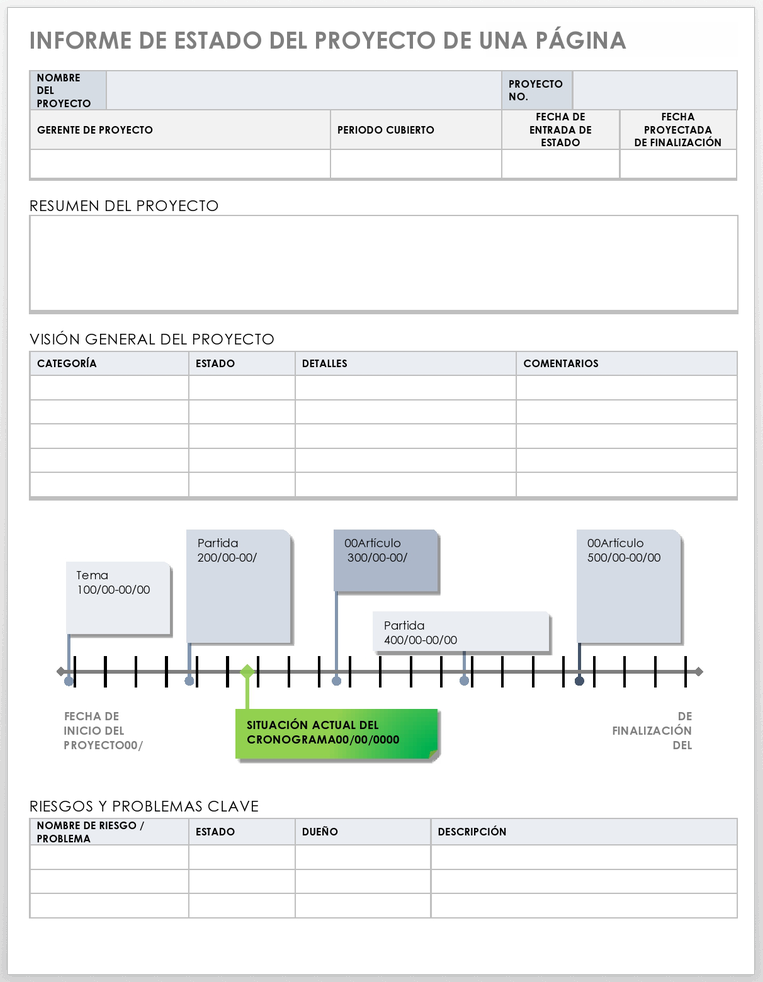 INFORME DE ESTADO DEL PROYECTO DE UNA PÁGINA
NOMBRE
DEL
PROYECTO
PROYECTO
NO.
GERENTE DE PROYECTO
PERIODO CUBIERTO
FECHA DE
ENTRADA DE
ESTADO
FECHA
PROYECTADA
DE FINALIZACIÓN
RESUMEN DEL PROYECTO
VISIÓN GENERAL DEL PROYECTO
CATEGORÍA
ESTADO
DETALLES
COMENTARIOS
Tema
100/00-00/00
Partida
200/00-00/
00Artículo
300/00-00/
Partida
400/00-00/00
00Artículo
500/00-00/00
SITUACIÓN ACTUAL DEL
CRONOGRAMA00/00/0000
FECHA DE
INICIO DEL
PROYECTO00/
DE
FINALIZACIÓN
DEL
RIESGOS Y PROBLEMAS CLAVE
NOMBRE DE RIESGO /
PROBLEMA
ESTADO
DUEÑO
DESCRIPCIÓN